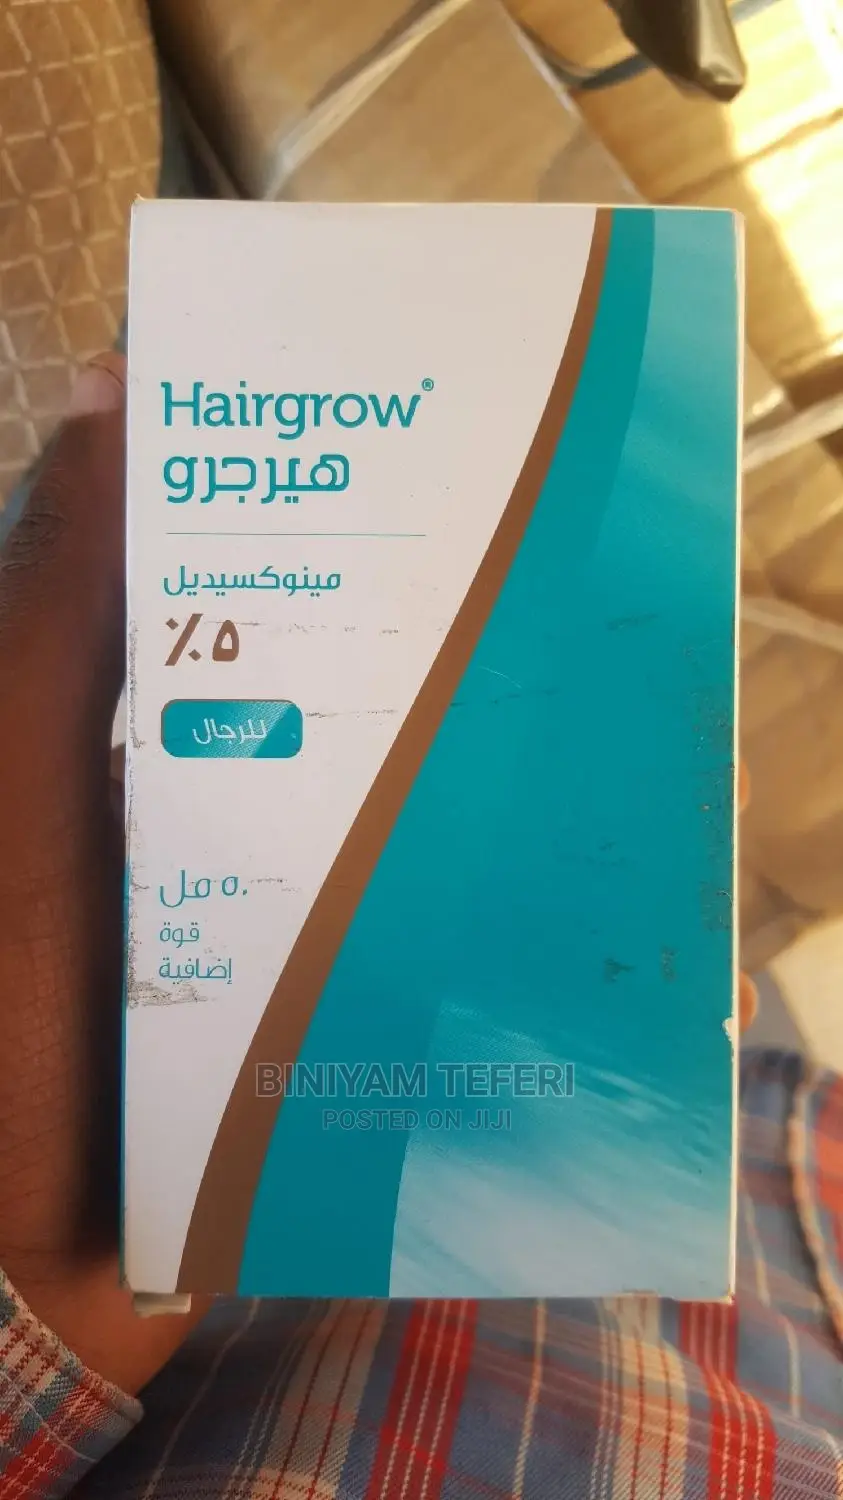 Hairgrow®
هيرجرو
مينوكسيديل
٥٪
للرجال
٥٠ مل
قوة
إضافية
BINIYAM TEFERI
POSTED ON JIJI